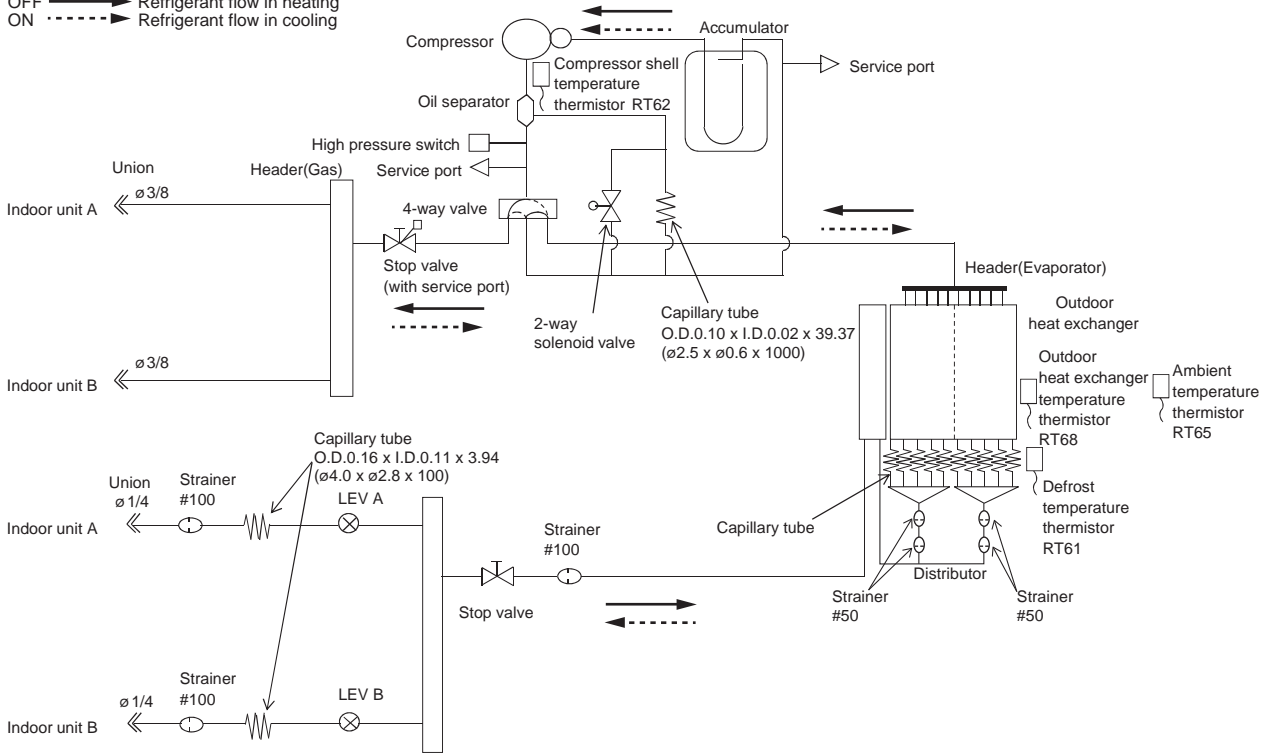 OFF Refrigerant flow in heating
ON Refrigerant flow in cooling
Compressor
Accumulator
Service port
Compressor shell
temperature
thermistor RT62
Oil separator
High pressure switch
Service port
Union
Header(Gas)
ø3/8
Indoor unit A
4-way valve
Stop valve
(with service port)
2-way
solenoid valve
Capillary tube
O.D.0.10 x I.D.0.02 x 39.37
(ø2.5 x ø0.6 x 1000)
Header(Evaporator)
Outdoor
heat exchanger
Outdoor
heat exchanger
temperature
thermistor
RT68
Ambient
temperature
thermistor
RT65
ø3/8
Indoor unit B
Capillary tube
O.D.0.16 x I.D.0.11 x 3.94
(ø4.0 x ø2.8 x 100)
Union
ø1/4
Strainer
#100
LEV A
Indoor unit A
Strainer
#100
Stop valve
Capillary tube
Defrost
temperature
thermistor
RT61
Distributor
Strainer
#50
Strainer
#50
ø1/4
Strainer
#100
LEV B
Indoor unit B